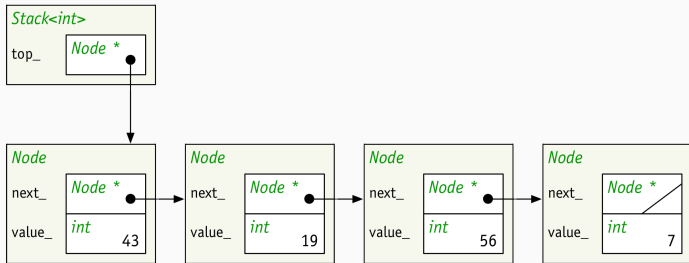 Stack<int>
top_ Node *
Node Node Node Node
next_ Node * next_ Node * next_ Node * next_ Node *
value_ int 43 value_ int 19 value_ int 56 value_ int 7